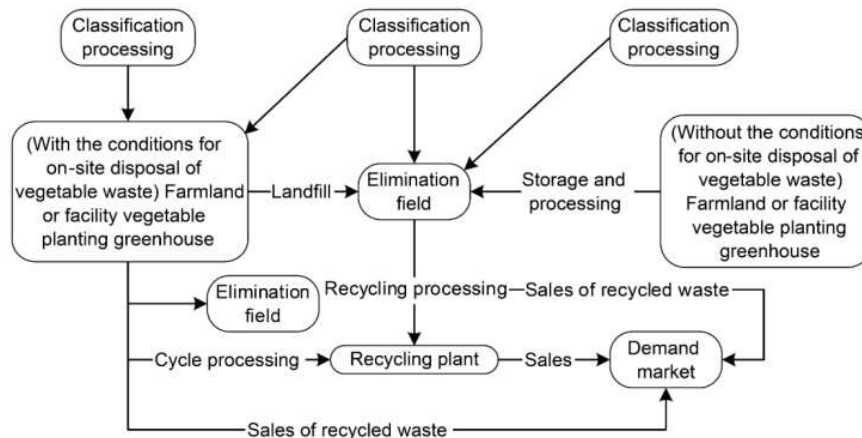 Classification
processing
Classification
processing
Classification
processing
(With the conditions for
on-site disposal of
vegetable waste) Farmland
or facility vegetable
planting greenhouse
Landfill
Elimination
field
Storage and
processing
(Without the conditions
for on-site disposal of
vegetable waste)
Farmland or facility
vegetable planting
greenhouse
Elimination
field
Recycling processing
Sales of recycled waste
Cycle processing
Recycling plant
Sales
Demand
market
Sales of recycled waste